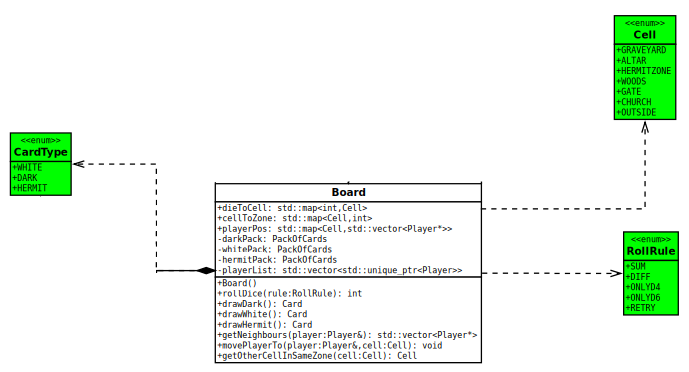 <<enum>>
Cell
+GRAVEYARD
+ALTAR
+HERMITZONE
+WOODS
+GATE
+CHURCH
+OUTSIDE
<<enum>>
CardType
+WHITE
+DARK
+HERMIT
Board
+dieToCell: std::map<int,Cell>
+cellToZone: std::map<Cell,int>
+playerPos: std::map<Cell,std::vector<Player*>>
-darkPack: PackOfCards
-whitePack: PackOfCards
-hermitPack: PackOfCards
-playerList: std::vector<std::unique_ptr<Player>>
+Board()
+rollDice(rule:RollRule): int
+drawDark(): Card
+drawWhite(): Card
+drawHermit(): Card
+getNeighbours(player:Player&): std::vector<Player*>
+movePlayerTo(player:Player&,cell:Cell): void
+getOtherCellInSameZone(cell:Cell): Cell
<<enum>>
RollRule
+SUM
+DIFF
+ONLYD4
+ONLYD6
+RETRY